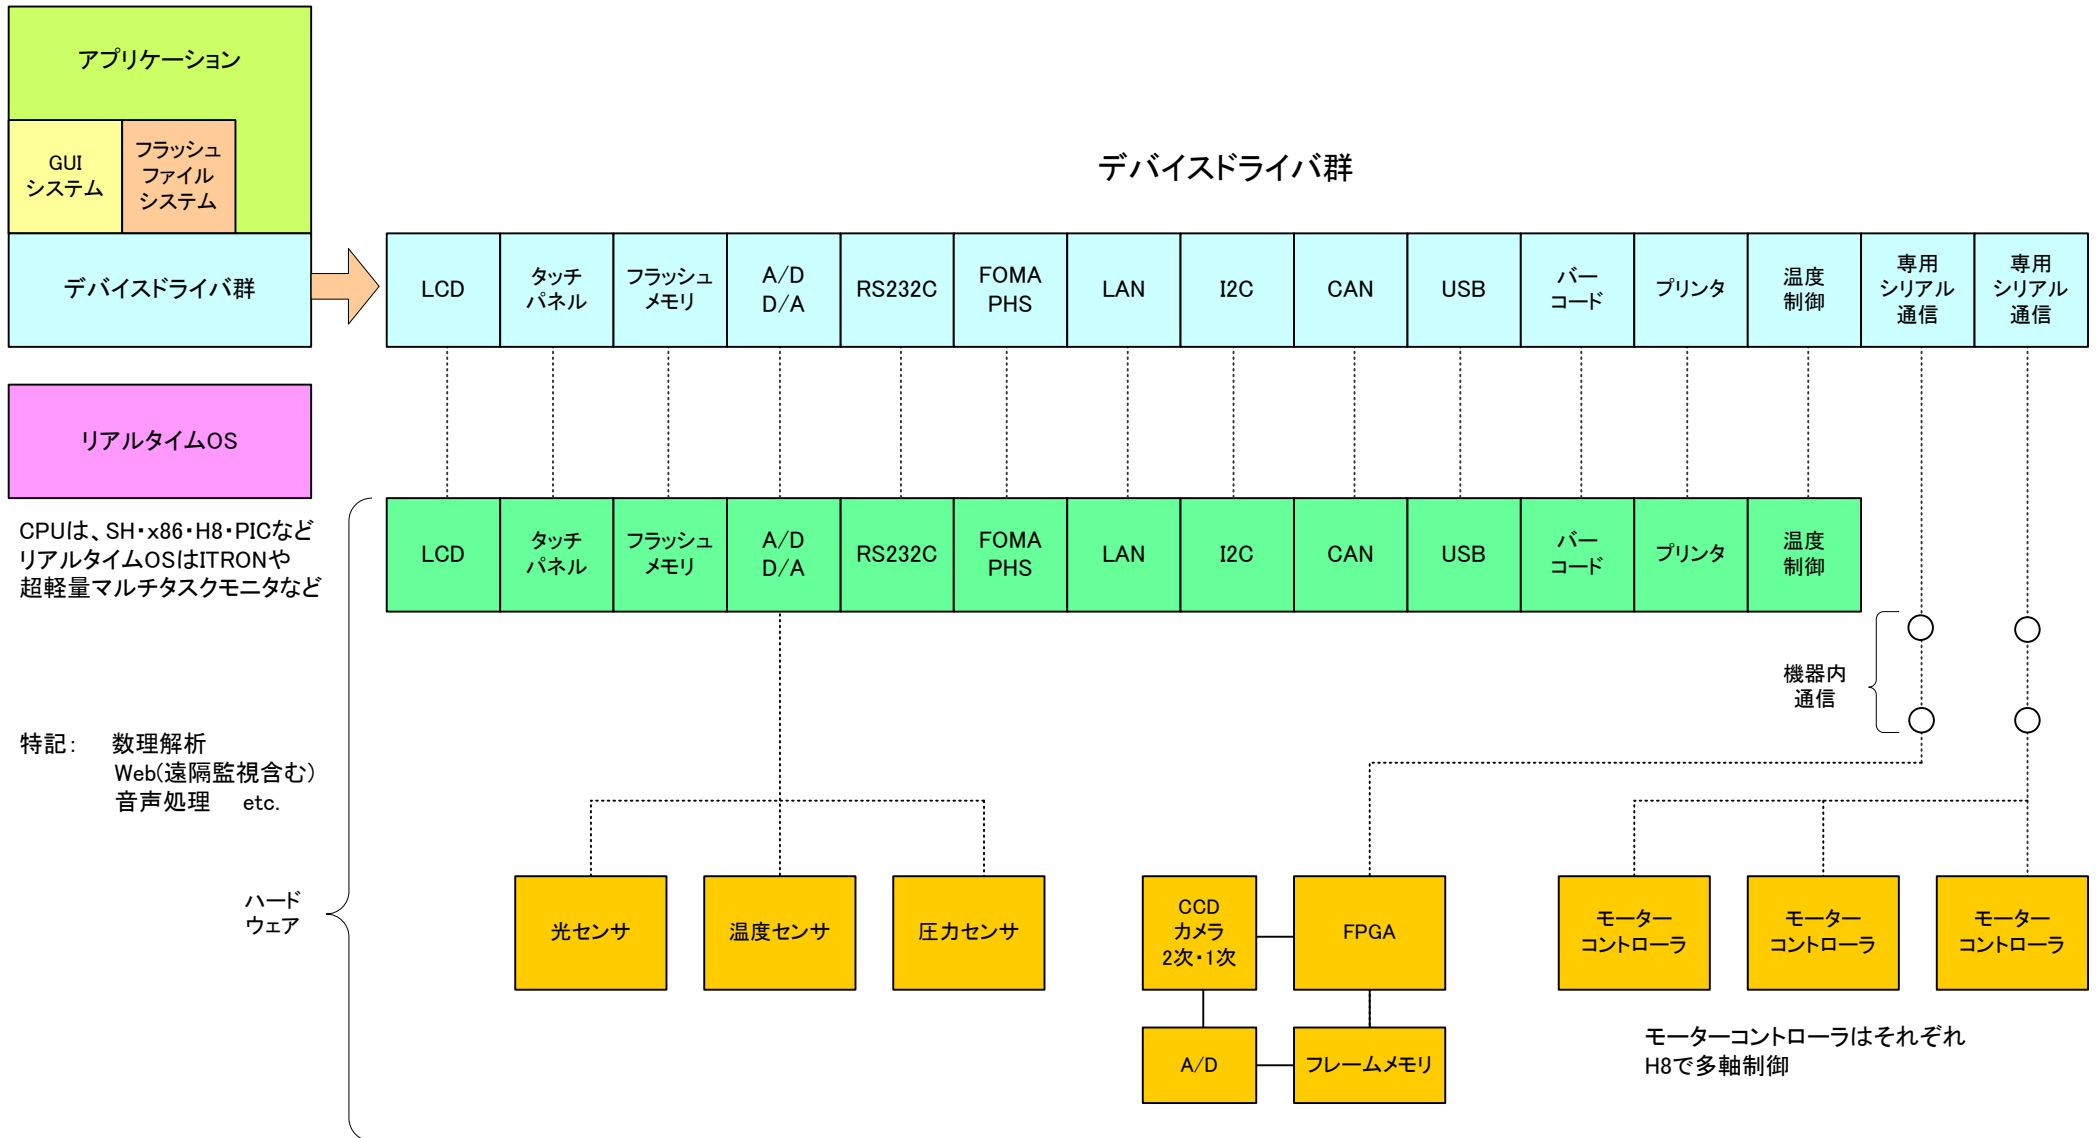 アプリケーション
GUI
システム
フラッシュ
ファイル
システム
デバイスドライバ群
デバイスドライバ群
LCD
タッチ
パネル
フラッシュ
メモリ
A/D
D/A
RS232C
FOMA
PHS
LAN
I2C
CAN
USB
バー
コード
プリンタ
温度
制御
専用
シリアル
通信
専用
シリアル
通信
リアルタイムOS
CPUは、SH・x86・H8・PICなど
リアルタイムOSはITRONや
超軽量マルチタスクモニタなど
LCD
タッチ
パネル
フラッシュ
メモリ
A/D
D/A
RS232C
FOMA
PHS
LAN
I2C
CAN
USB
バー
コード
プリンタ
温度
制御
機器内
通信
特記: 数理解析
Web(遠隔監視含む)
音声処理 etc.
ハード
ウェア
光センサ
温度センサ
圧力センサ
CCD
カメラ
2次・1次
FPGA
A/D
フレームメモリ
モーター
コントローラ
モーター
コントローラ
モーター
コントローラ
モーターコントローラはそれぞれ
H8で多軸制御